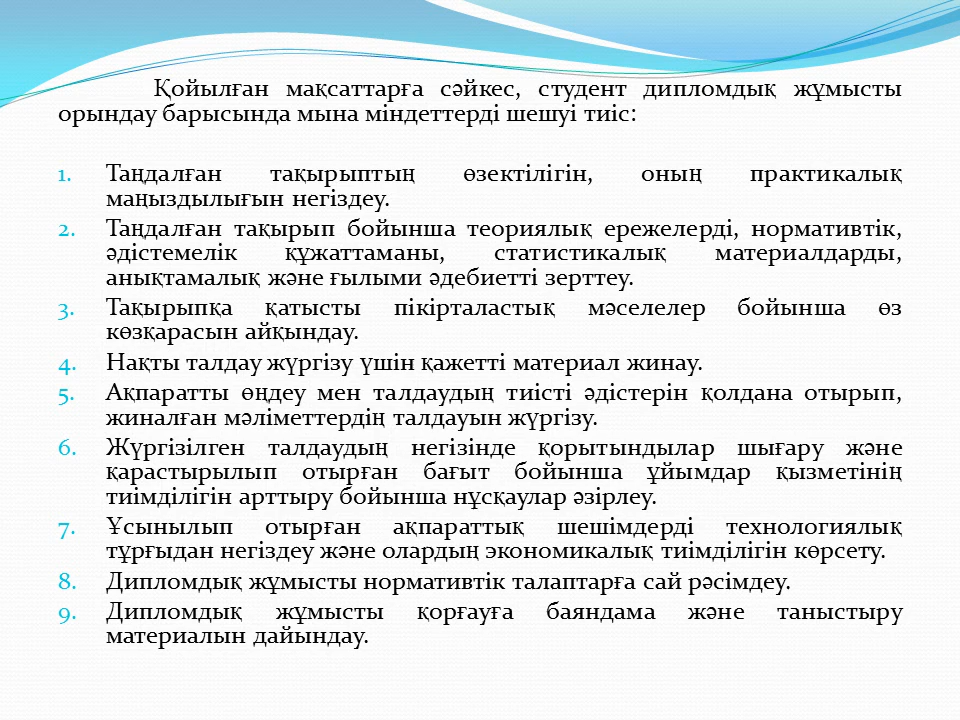 Қойылған мақсаттарға сәйкес, студент дипломдық жұмысты
орындау барысында мына міндеттерді шешуі тиіс:
1. Таңдалған тақырыптың өзектілігін, оның практикалық
маңыздылығын негіздеу.
2. Таңдалған тақырып бойынша теориялық ережелерді, нормативтік,
әдістемелік құжаттаманы, статистикалық материалдарды,
анықтамалық және ғылыми әдебиетті зерттеу.
3. Тақырыпқа қатысты пікірталастық мәселелер бойынша өз
көзқарасын айқындау.
4. Нақты талдау жүргізу үшін қажетті материал жинау.
5. Ақпаратты өңдеу мен талдаудың тиісті әдістерін қолдана отырып,
жиналған мәліметтердің талдауын жүргізу.
6. Жүргізілген талдаудың негізінде қорытындылар шығару және
қарастырылып отырған бағыт бойынша ұйымдар қызметінің
тиімділігін арттыру бойынша нұсқаулар әзірлеу.
7. Ұсынылып отырған ақпараттық шешімдерді технологиялық
тұрғыдан негіздеу және олардың экономикалық тиімділігін көрсету.
8. Дипломдық жұмысты нормативтік талаптарға сай рәсімдеу.
9. Дипломдық жұмысты қорғауға баяндама және таныстыру
материалын дайындау.